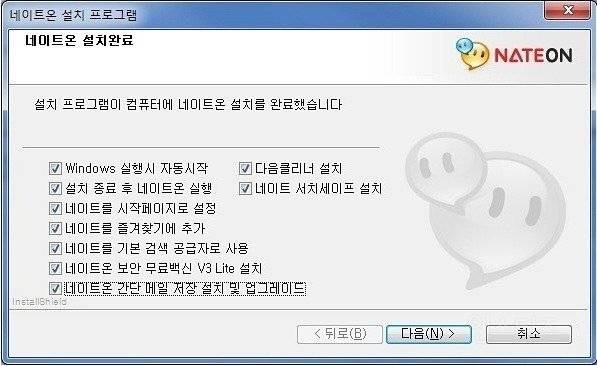 네이트온 설치 프로그램
네이트온 설치완료
NATEON
설치 프로그램이 컴퓨터에 네이트온 설치를 완료했습니다
Windows 실행시 자동시작
다음클리너 설치
설치 종료 후 네이트온 실행
네이트 서치세이프 설치
네이트를 시작페이지로 설정
네이트를 즐겨찾기에 추가
네이트를 기본 검색 공급자로 사용
네이트온 보안 무료백신 V3 Lite 설치
네이트온 간단 메일 저장 설치 및 업그레이드
InstallShield
< 뒤로(B)
다음(N) >
취소